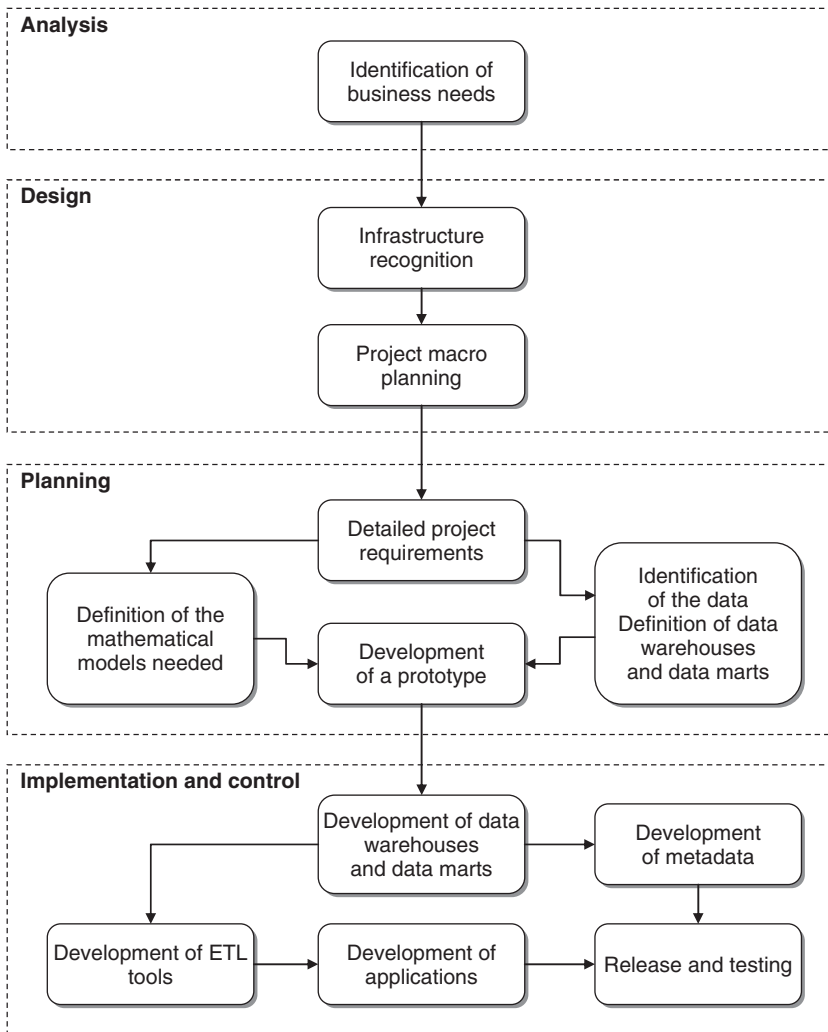 Analysis
Identification of
business needs
Design
Infrastructure
recognition
Project macro
planning
Planning
Detailed project
requirements
Definition of the
mathematical
models needed
Development
of a prototype
Identification
of the data
Definition of data
warehouses
and data marts
Implementation and control
Development of data
warehouses
and data marts
Development
of metadata
Development of ETL
tools
Development of
applications
Release and testing